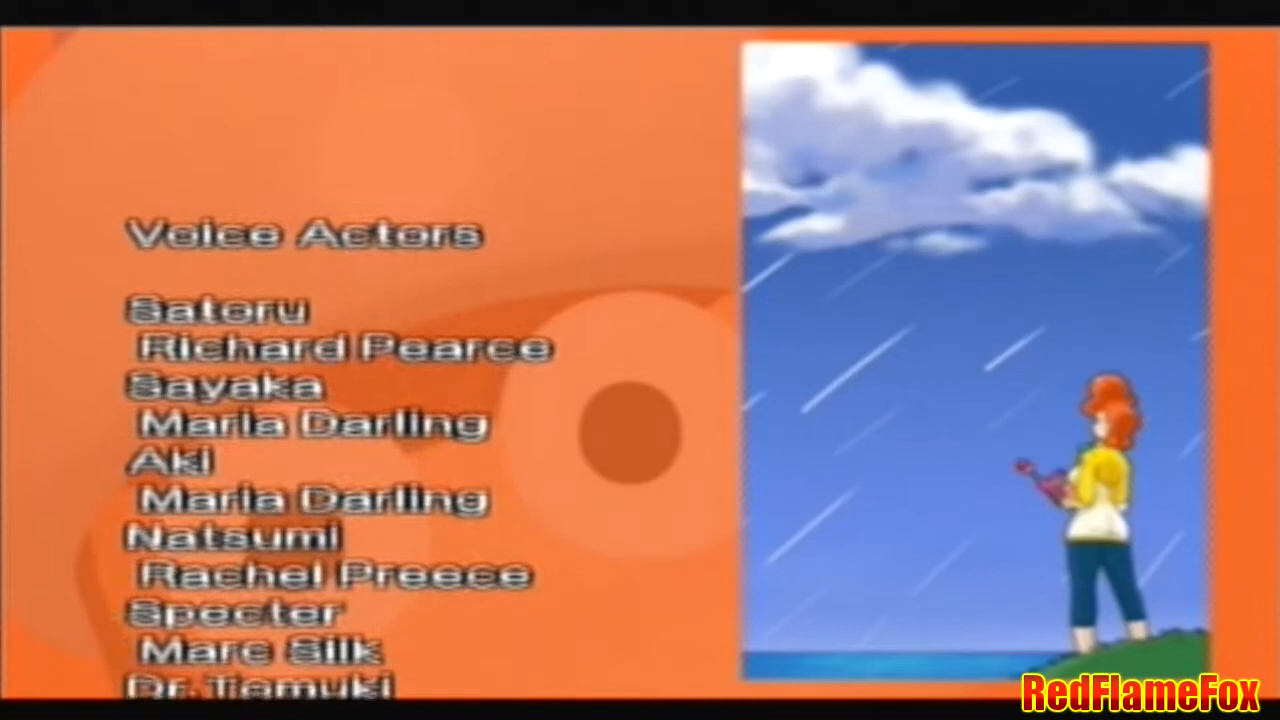 Voice Actors
Satoru
Richard Pearce
Sayaka
Maria Darling
Aki
Maria Darling
Natsumi
Rachel Preece
Specter
Marc Silk
Dr.Tomuki
RedFlameFox